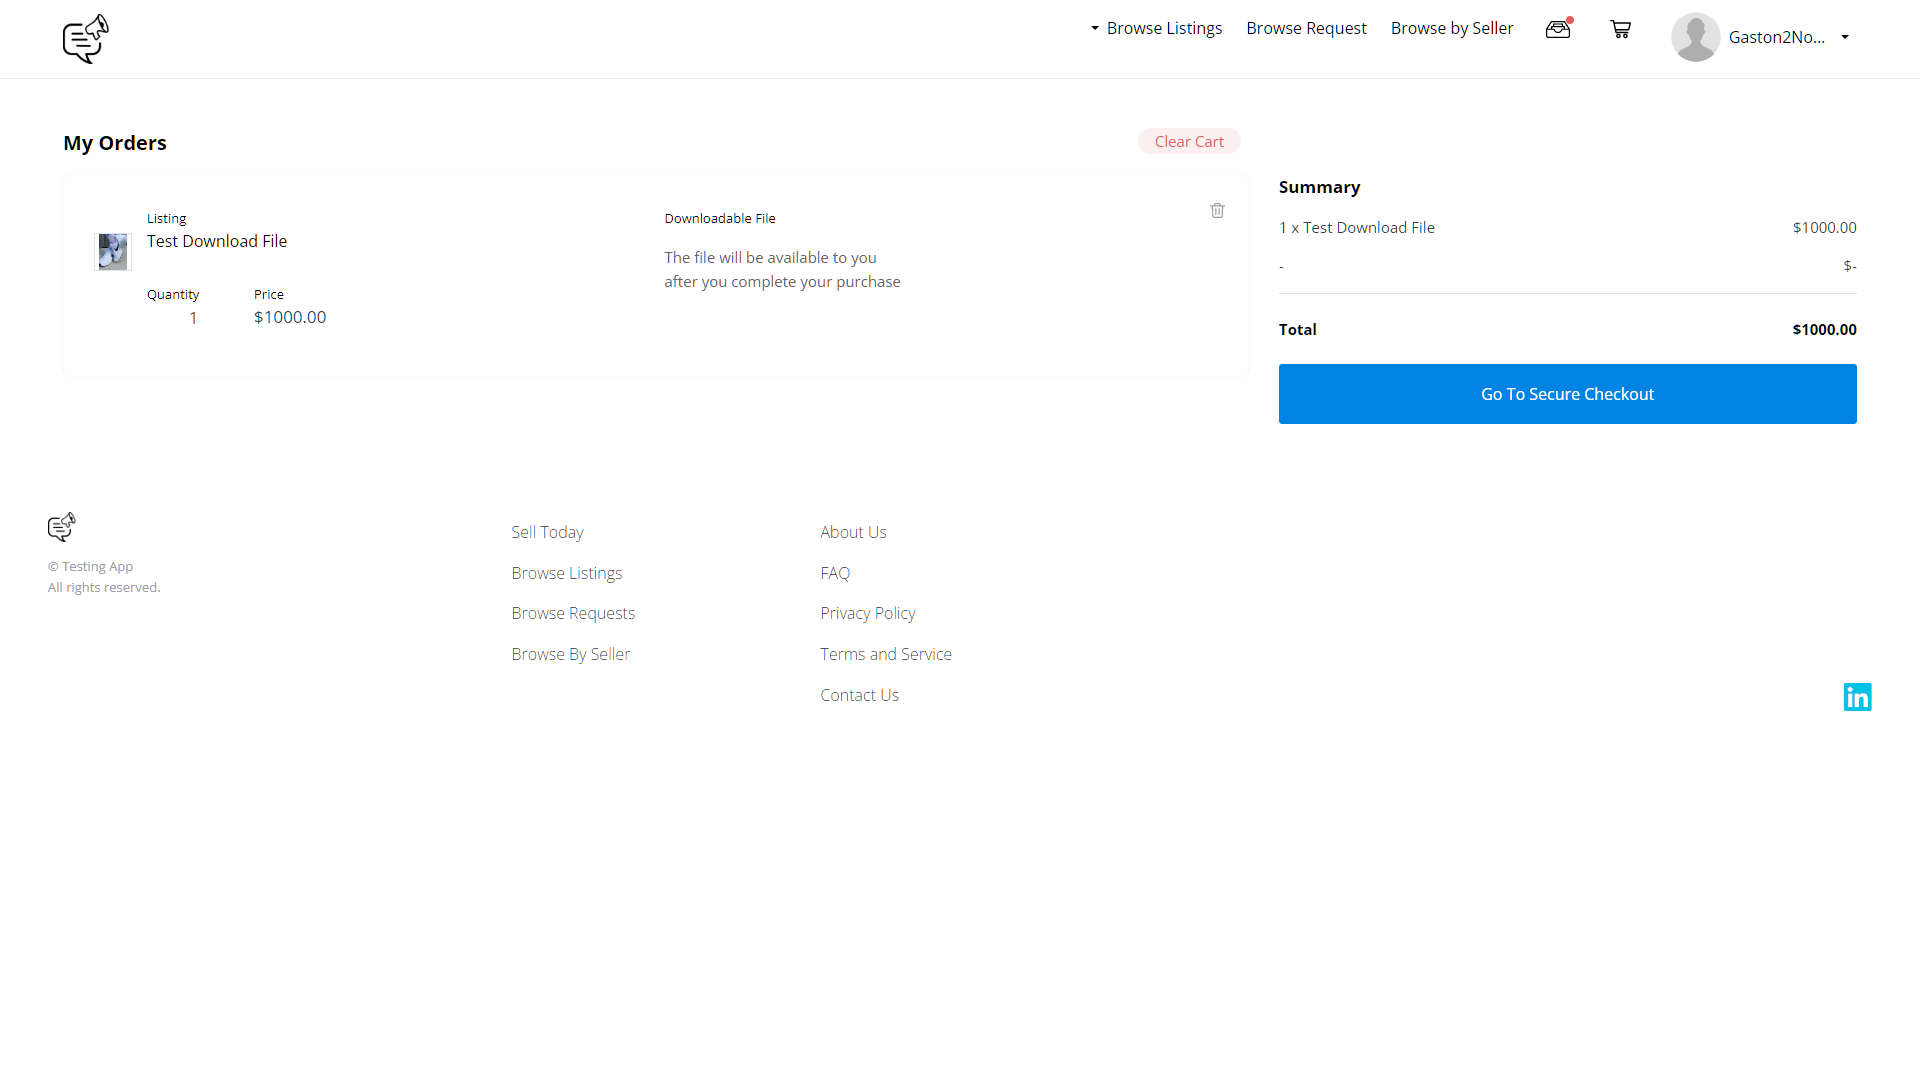 Browse Listings
Browse Request
Browse by Seller
Gaston2No...
My Orders
Clear Cart
Listing
Test Download File
Quantity
1
Price
$1000.00
Downloadable File
The file will be available to you
after you complete your purchase
Summary
1 x Test Download File $1000.00
- $-
Total $1000.00
Go To Secure Checkout
© Testing App
All rights reserved.
Sell Today
Browse Listings
Browse Requests
Browse By Seller
About Us
FAQ
Privacy Policy
Terms and Service
Contact Us
in